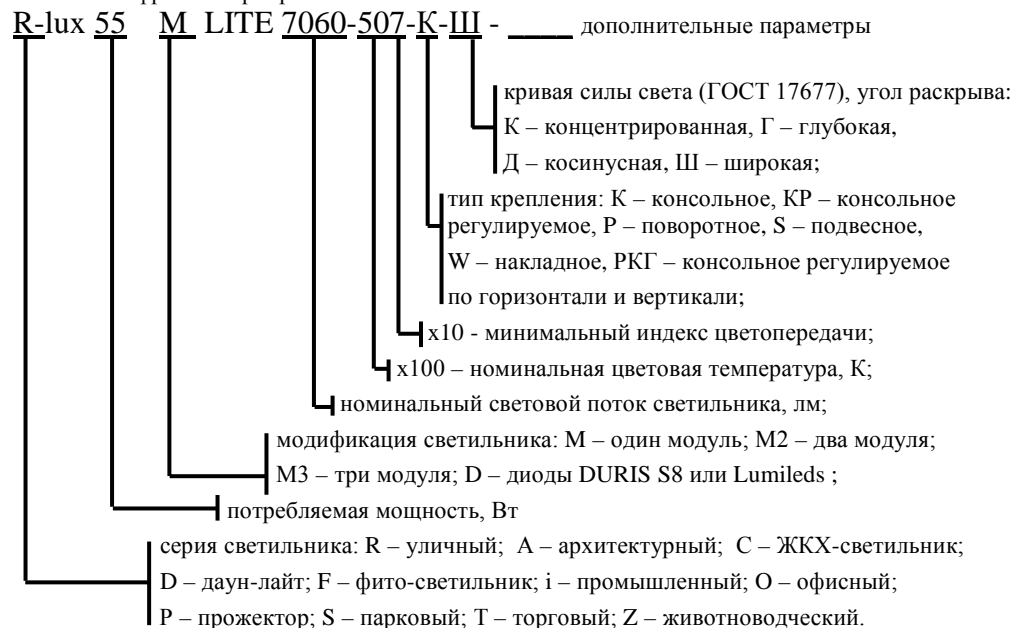 R-lux 55 M LITE 7060-507-К-Ш - _____ дополнительные параметры
кривая силы света (ГОСТ 17677), угол раскрыва:
К – концентрированная, Г – глубокая,
Д – косинусная, Ш – широкая;
тип крепления: К – консольное, КР – консольное
регулируемое, Р – поворотное, S – подвесное,
W – накладное, РКГ – консольное регулируемое
по горизонтали и вертикали;
x10 - минимальный индекс цветопередачи;
x100 – номинальная цветовая температура, К;
номинальный световой поток светильника, лм;
модификация светильника: М – один модуль; М2 – два модуля;
М3 – три модуля; D – диоды DURIS S8 или Lumileds ;
потребляемая мощность, Вт
серия светильника: R – уличный; А – архитектурный; С – ЖКХ-светильник;
D – даун-лайт; F – фито-светильник; i – промышленный; О – офисный;
Р – прожектор; S – парковый; Т – торговый; Z – животноводческий.